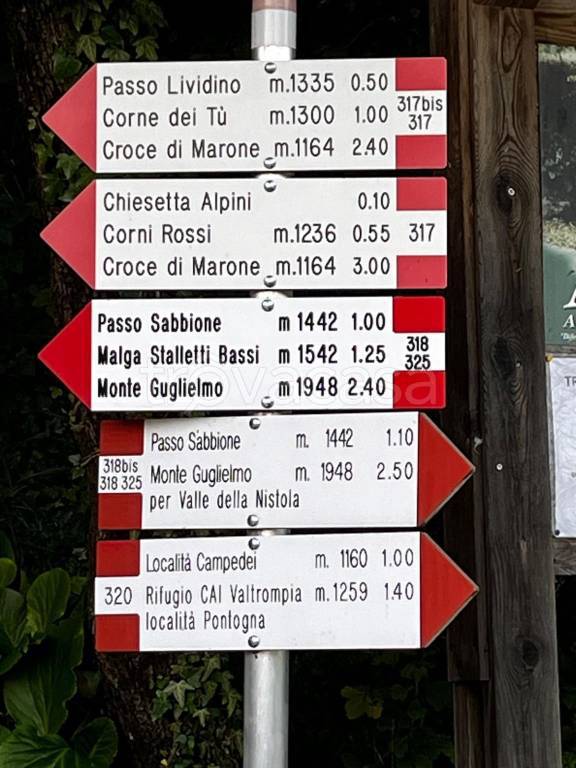 Passo Lividino m.1335 0.50
Corne dei Tù m.1300 1.00
Croce di Marone m.1164 2.40
317bis
317
Chiesetta Alpini 0.10
Corni Rossi m.1236 0.55
Croce di Marone m.1164 3.00
317
Passo Sabbione m 1442 1.00
Malga Stalletti Bassi m 1542 1.25
Monte Guglielmo m 1948 2.40
318
325
trovacasa
318bis
318 325
Passo Sabbione m. 1442 1.10
Monte Guglielmo m. 1948 2.50
per Valle della Nistola
320
Località Campedei m. 1160 1.00
Rifugio CAI Valtrompia m.1259 1.40
località Pontogna